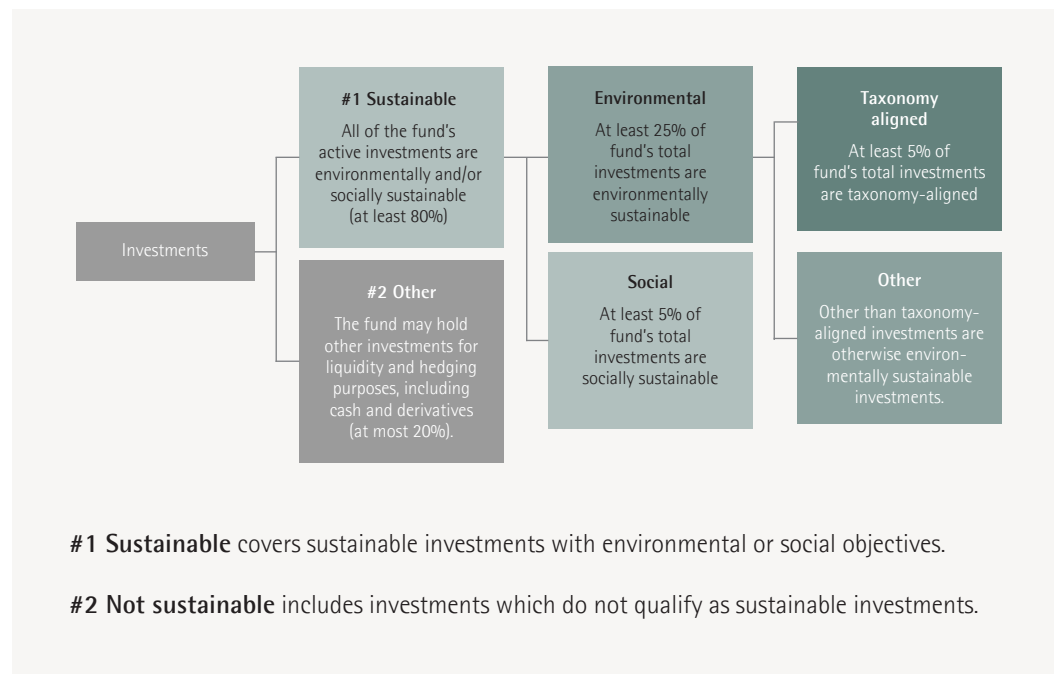 Investments
#1 Sustainable
All of the fund's
active investments are
environmentally and/or
socially sustainable
(at least 80%)
#2 Other
The fund may hold
other investments for
liquidity and hedging
purposes, including
cash and derivatives
(at most 20%).
Environmental
At least 25% of
fund's total
investments are
environmentally
sustainable
Social
At least 5% of
fund's total
investments are
socially sustainable
Taxonomy
aligned
At least 5% of
fund's total investments
are taxonomy-aligned
Other
Other than taxonomy-
aligned investments are
otherwise environ-
mentally sustainable
investments.
#1 Sustainable covers sustainable investments with environmental or social objectives.
#2 Not sustainable includes investments which do not qualify as sustainable investments.